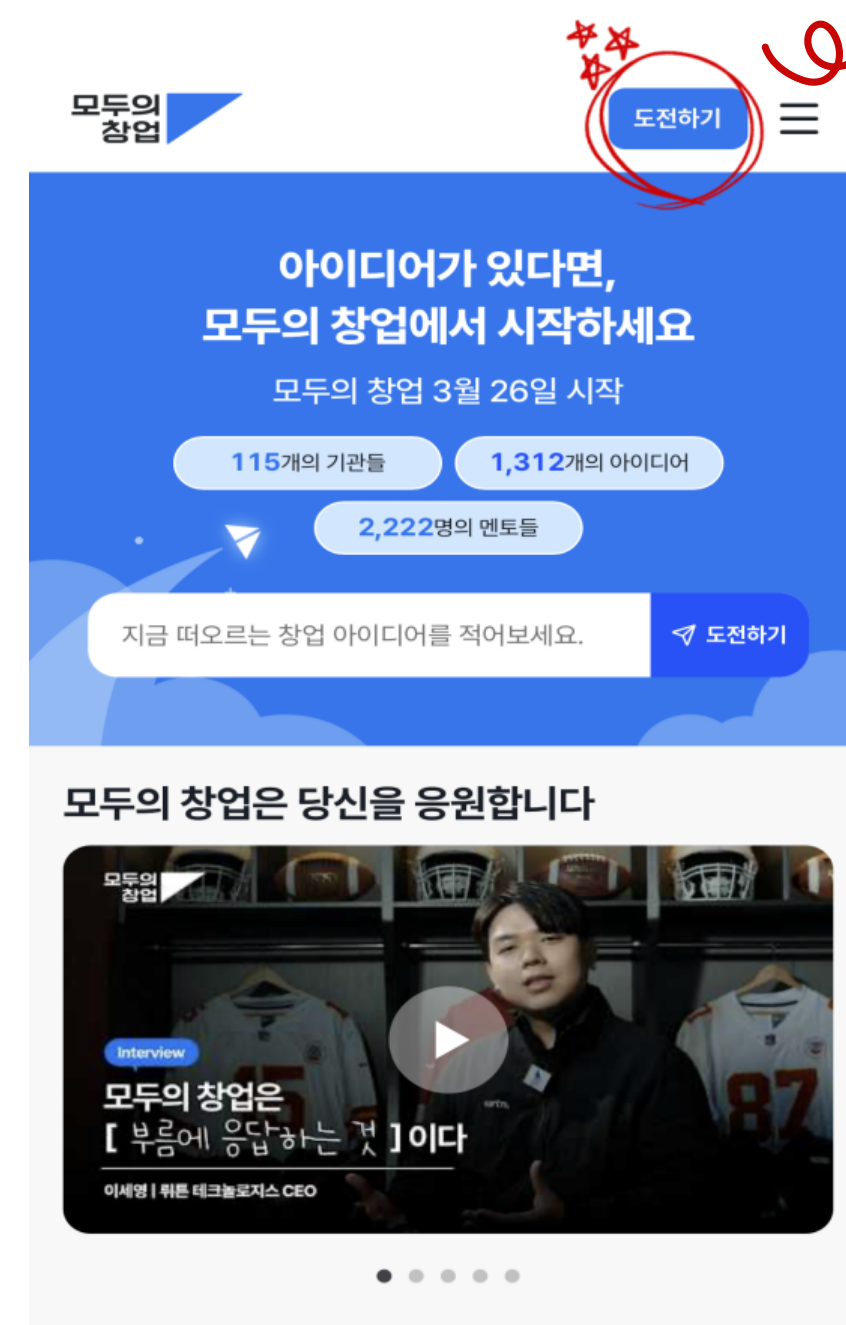 모두의
창업
도전하기
아이디어가 있다면,
모두의 창업에서 시작하세요
모두의 창업 3월 26일 시작
115개의 기관들
1,312개의 아이디어
2,222명의 멘토들
지금 떠오르는 창업 아이디어를 적어보세요.
도전하기
모두의 창업은 당신을 응원합니다
모두의
창업
Interview
모두의 창업은
[ 부름에 응답하는 것 ]이다
이세영 | 뤼튼 테크놀로지스 CEO
87